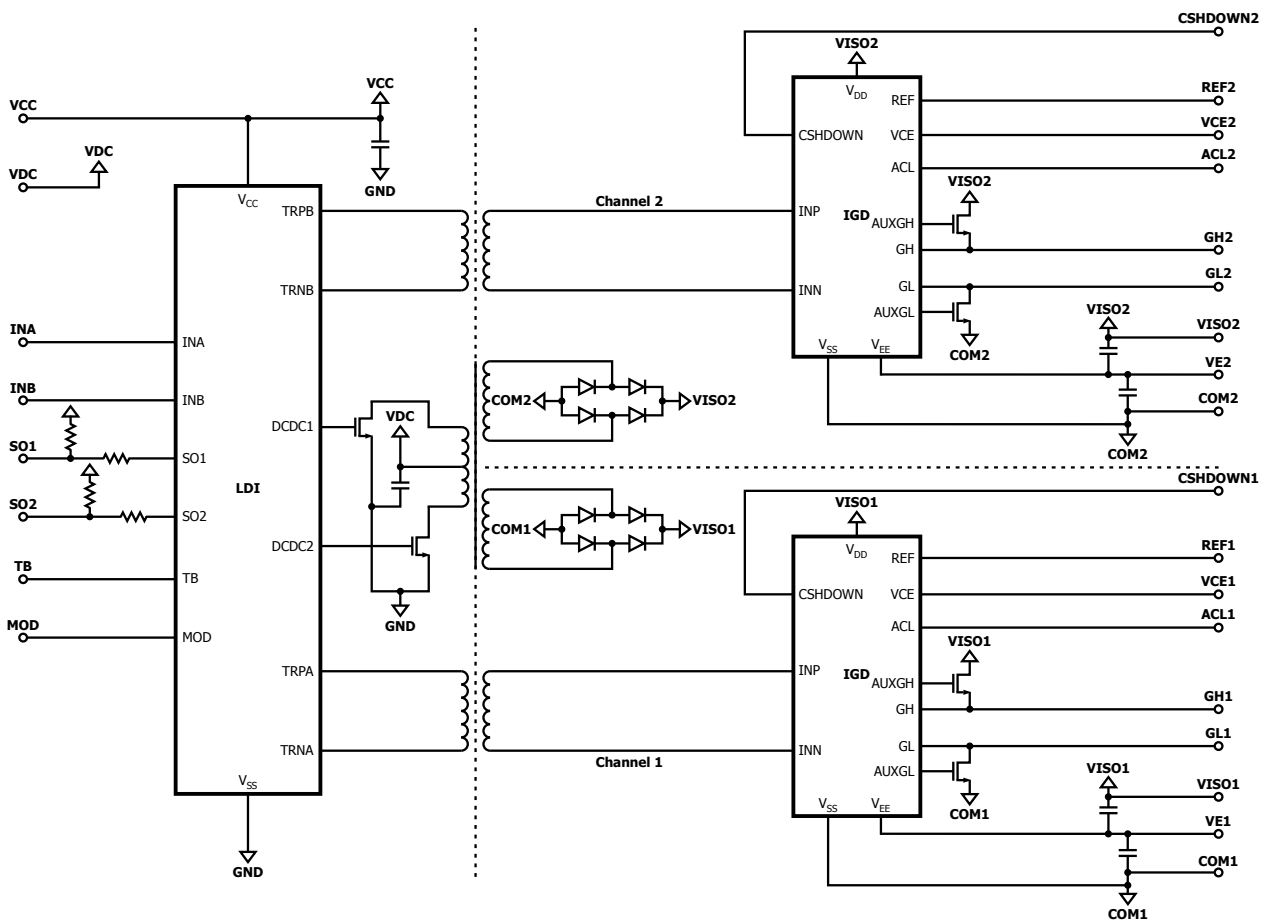 CSHDOWN2
VISO2
VCC
VDD
REF
REF2
VCC
CSHDOWN
VCE
VCE2
VDC
VDC
ACL
ACL2
GND
VISO2
VCC
Channel 2
TRPB
INP
IGD
AUXGH
GH
GH2
GL
GL2
TRNB
INN
AUXGL
VISO2
VISO2
INA
INA
VSS
VEE
COM2
VE2
INB
INB
COM2
VISO2
COM2
DCDC1
VDC
COM2
SO1
SO1
CSHDOWN1
LDI
VISO1
SO2
SO2
COM1
VISO1
DCDC2
VDD
REF
REF1
TB
TB
CSHDOWN
VCE
VCE1
GND
ACL
ACL1
MOD
MOD
VISO1
TRPA
INP
IGD
AUXGH
GH
GH1
GL
GL1
TRNA
INN
Channel 1
AUXGL
VISO1
VSS
VISO1
VSS
VEE
COM1
VE1
GND
COM1
COM1